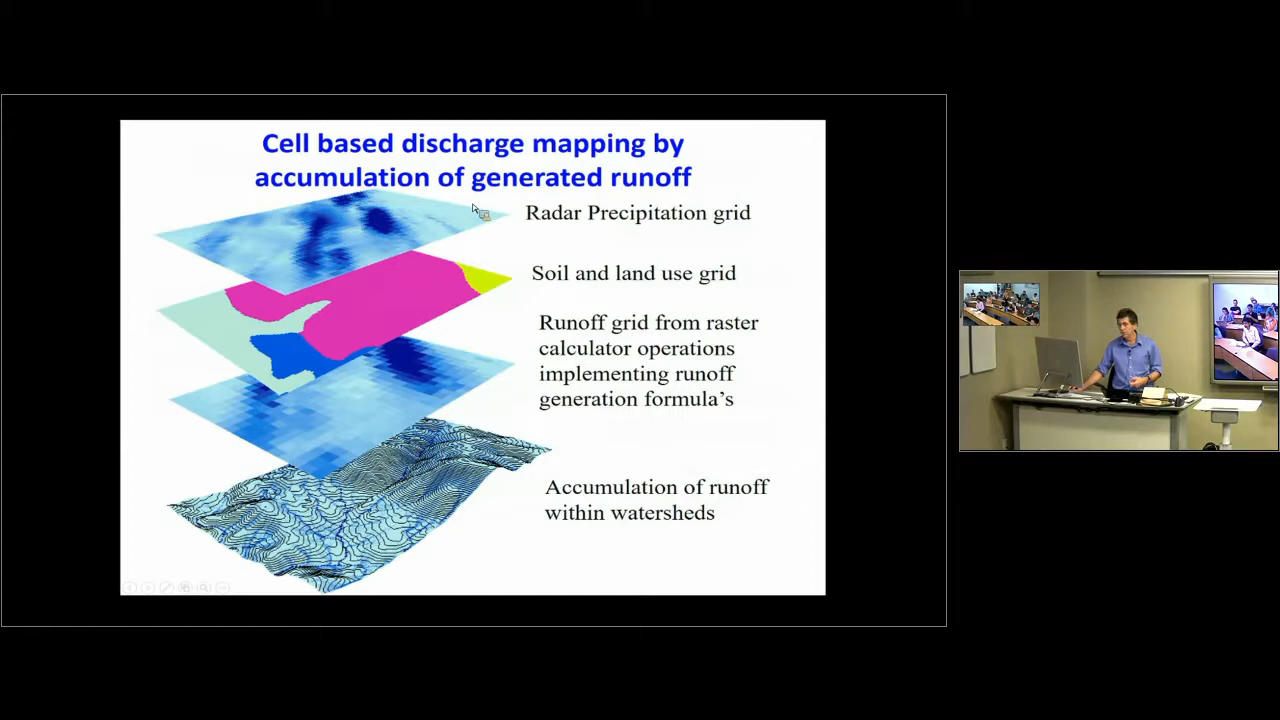 Cell based discharge mapping by
accumulation of generated runoff
Radar Precipitation grid
Soil and land use grid
Runoff grid from raster
calculator operations
implementing runoff
generation formula’s
Accumulation of runoff
within watersheds